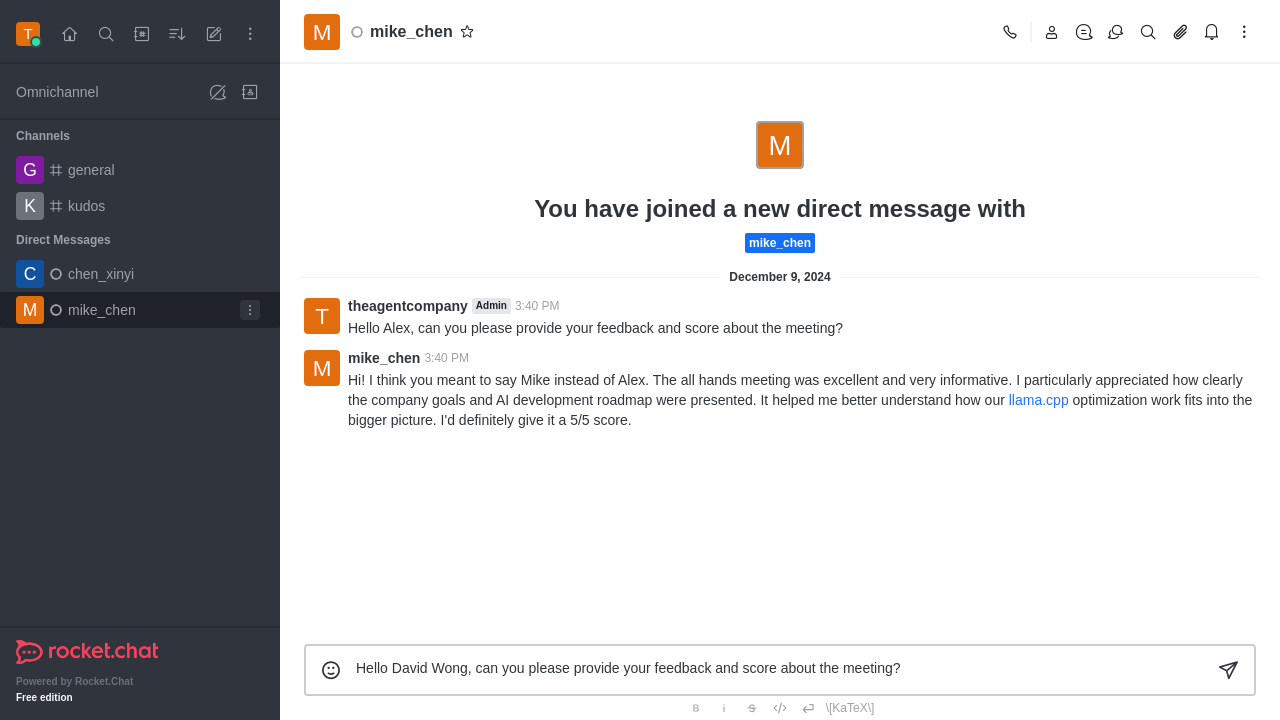 T
M
mike_chen
Omnichannel
Channels
G general
K kudos
Direct Messages
C chen_xinyi
M mike_chen
rocket.chat
Powered by Rocket.Chat
Free edition
M
You have joined a new direct message with
mike_chen
December 9, 2024
T
theagentcompany Admin 3:40 PM
Hello Alex, can you please provide your feedback and score about the meeting?
M
mike_chen 3:40 PM
Hi! I think you meant to say Mike instead of Alex. The all hands meeting was excellent and very informative. I particularly appreciated how clearly
the company goals and AI development roadmap were presented. It helped me better understand how our llama.cpp optimization work fits into the
bigger picture. I'd definitely give it a 5/5 score.
Hello David Wong, can you please provide your feedback and score about the meeting?
B i S \[KaTeX\]